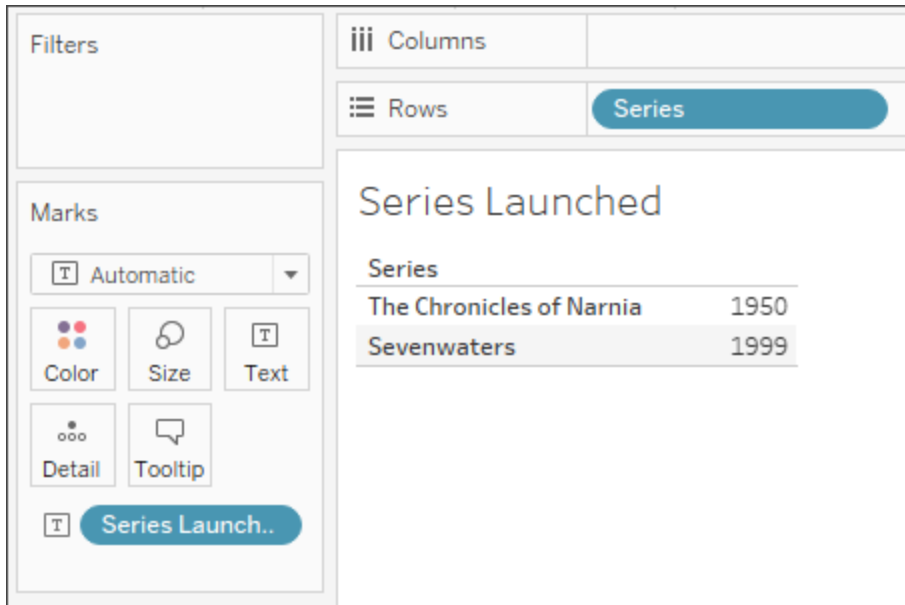 Filters
Columns
Rows
Series
Marks
Automatic
Color
Size
Text
Detail
Tooltip
Series Launch..
Series Launched
Series
The Chronicles of Narnia 1950
Sevenwaters 1999